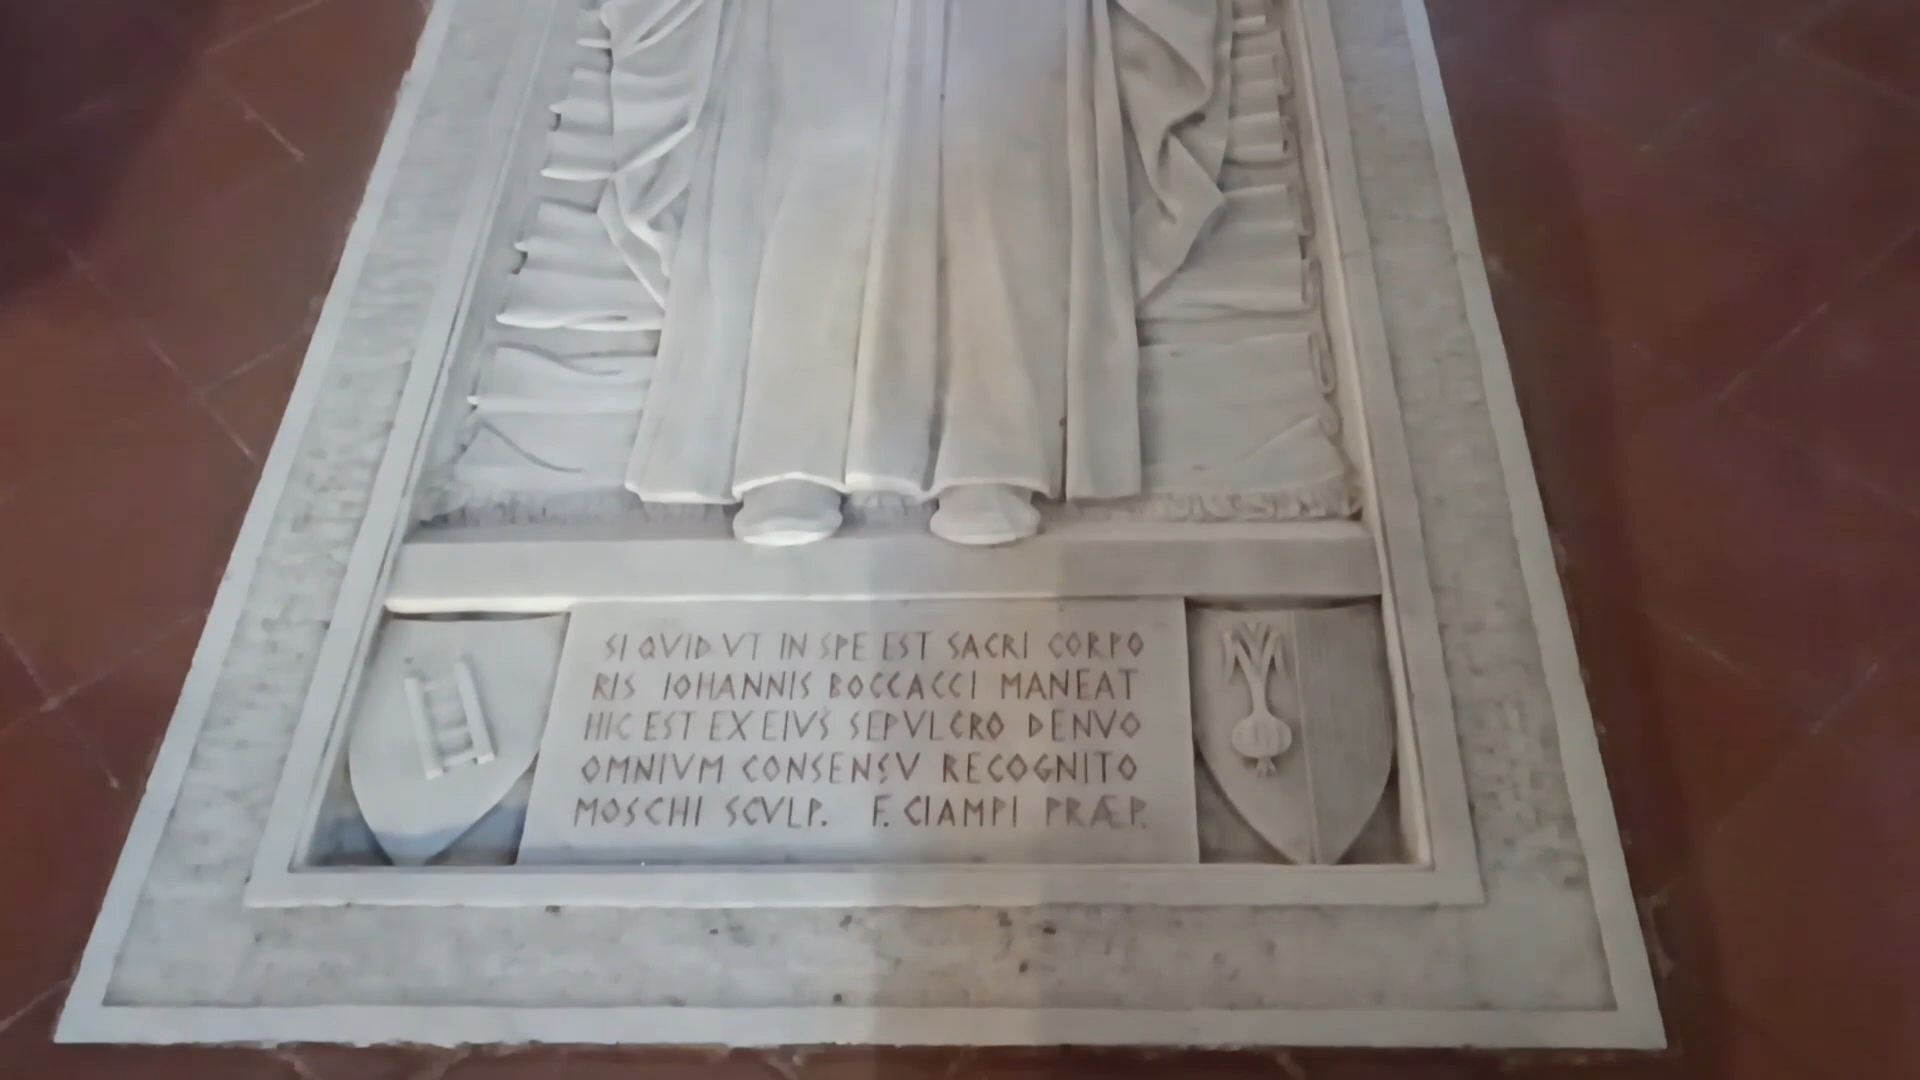 SI QVID VT IN SPE EST SACRI CORPO
RIS IOHANNIS BOCCACCI MANEAT
HIC EST EX EIVS SEPVLCRO DENVO
OMNIVM CONSENSV RECOGNITO
MOSCHI SCVLP. F. CIAMPI PRÆP.